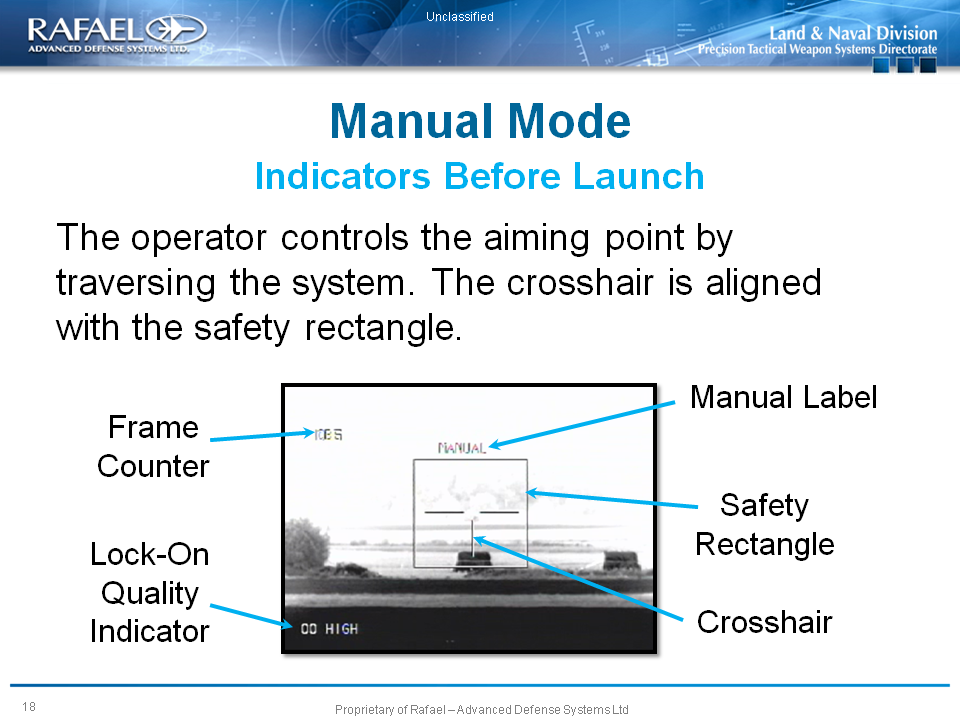 Unclassified
RAFAEL
ADVANCED DEFENSE SYSTEMS LTD.
Land & Naval Division
Precision Tactical Weapon Systems Directorate
Manual Mode
Indicators Before Launch
The operator controls the aiming point by
traversing the system. The crosshair is aligned
with the safety rectangle.
Manual Label
Frame
Counter
MANUAL
Safety
Rectangle
Lock-On
Quality
Indicator
Crosshair
00 HIGH
18
Proprietary of Rafael – Advanced Defense Systems Ltd